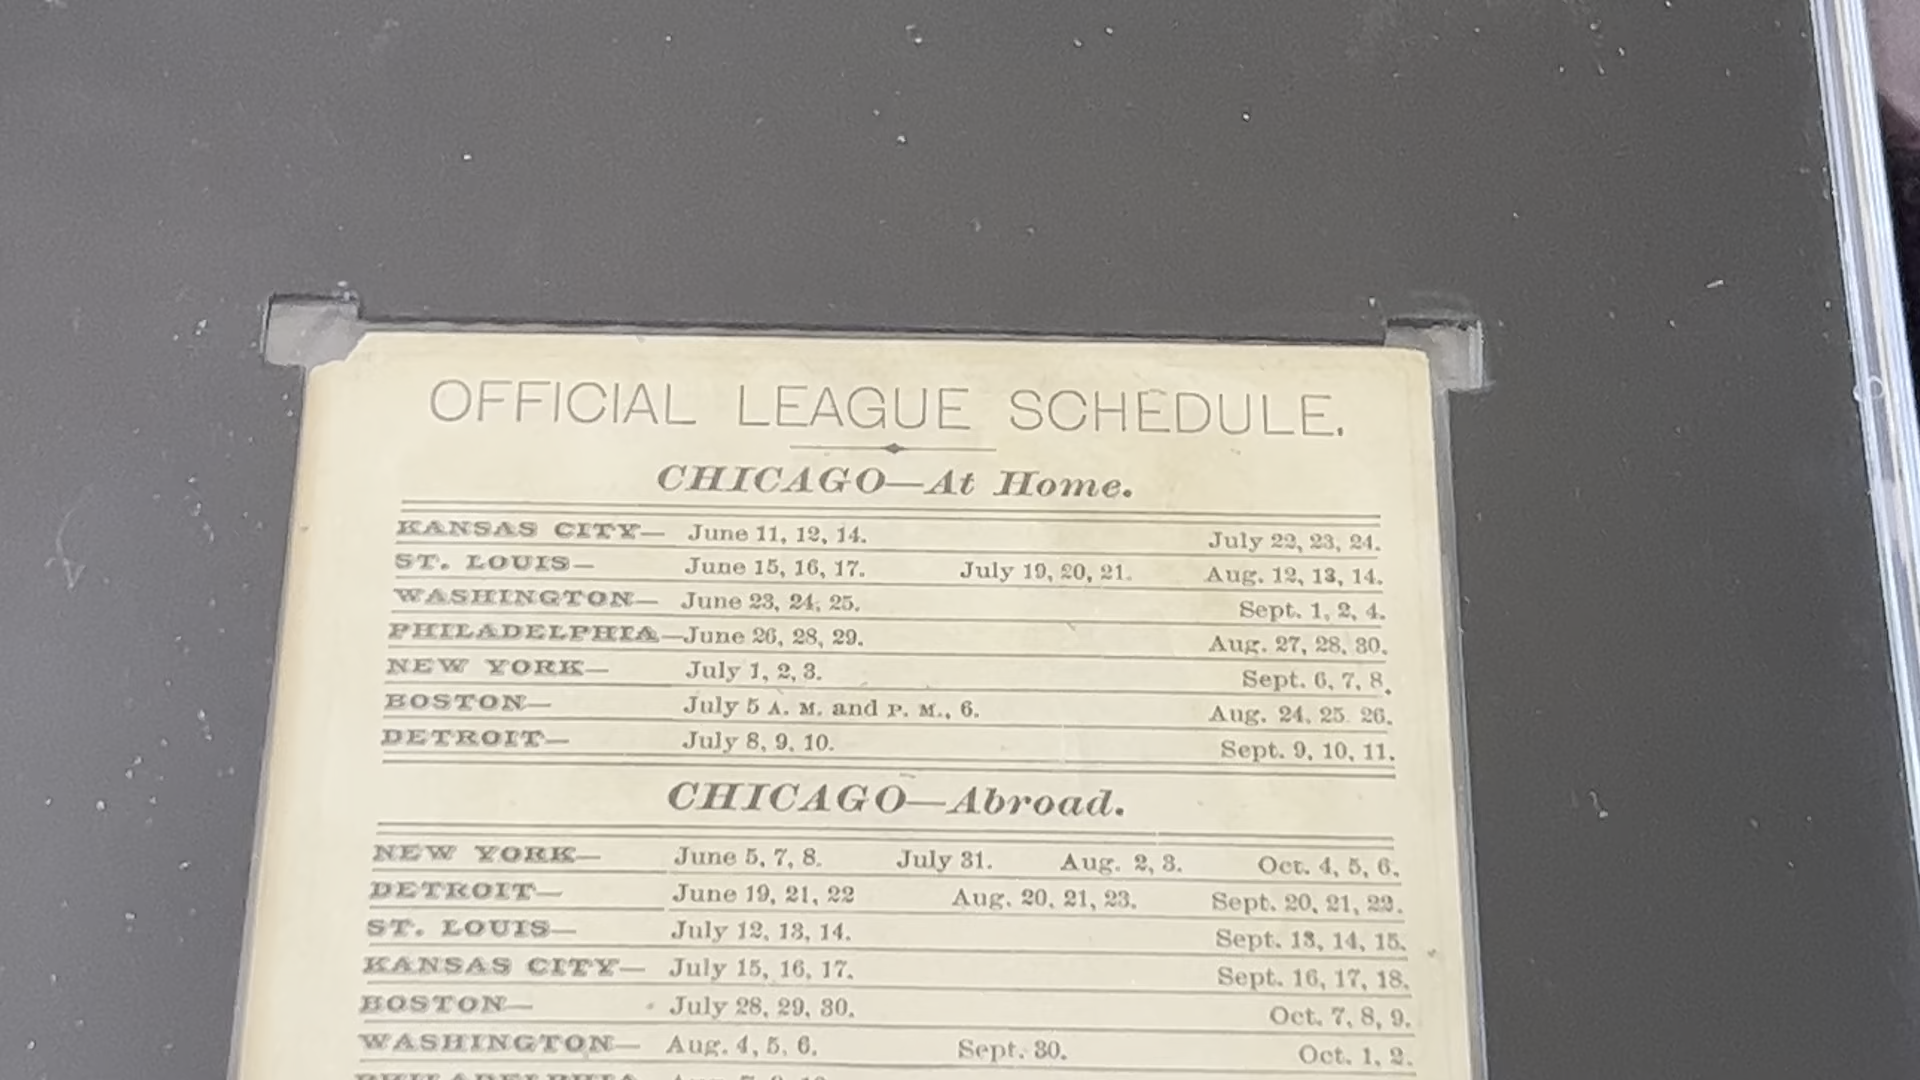 OFFICIAL LEAGUE SCHEDULE.
CHICAGO—At Home.
KANSAS CITY— June 11, 12, 14. July 22, 23, 24.
ST. LOUIS— June 15, 16, 17. July 19, 20, 21. Aug. 12, 13, 14.
WASHINGTON— June 23, 24, 25. Sept. 1, 2, 4.
PHILADELPHIA—June 26, 28, 29. Aug. 27, 28, 30.
NEW YORK— July 1, 2, 3. Sept. 6, 7, 8.
BOSTON— July 5 A. M. and P. M., 6. Aug. 24, 25. 26.
DETROIT— July 8, 9, 10. Sept. 9, 10, 11.
CHICAGO—Abroad.
NEW YORK— June 5, 7, 8. July 31. Aug. 2, 3. Oct. 4, 5, 6.
DETROIT— June 19, 21, 22 Aug. 20, 21, 23. Sept. 20, 21, 22.
ST. LOUIS— July 12, 13, 14. Sept. 13, 14, 15.
KANSAS CITY— July 15, 16, 17. Sept. 16, 17, 18.
BOSTON— July 28, 29, 30. Oct. 7, 8, 9.
WASHINGTON— Aug. 4, 5, 6. Sept. 30. Oct. 1, 2.